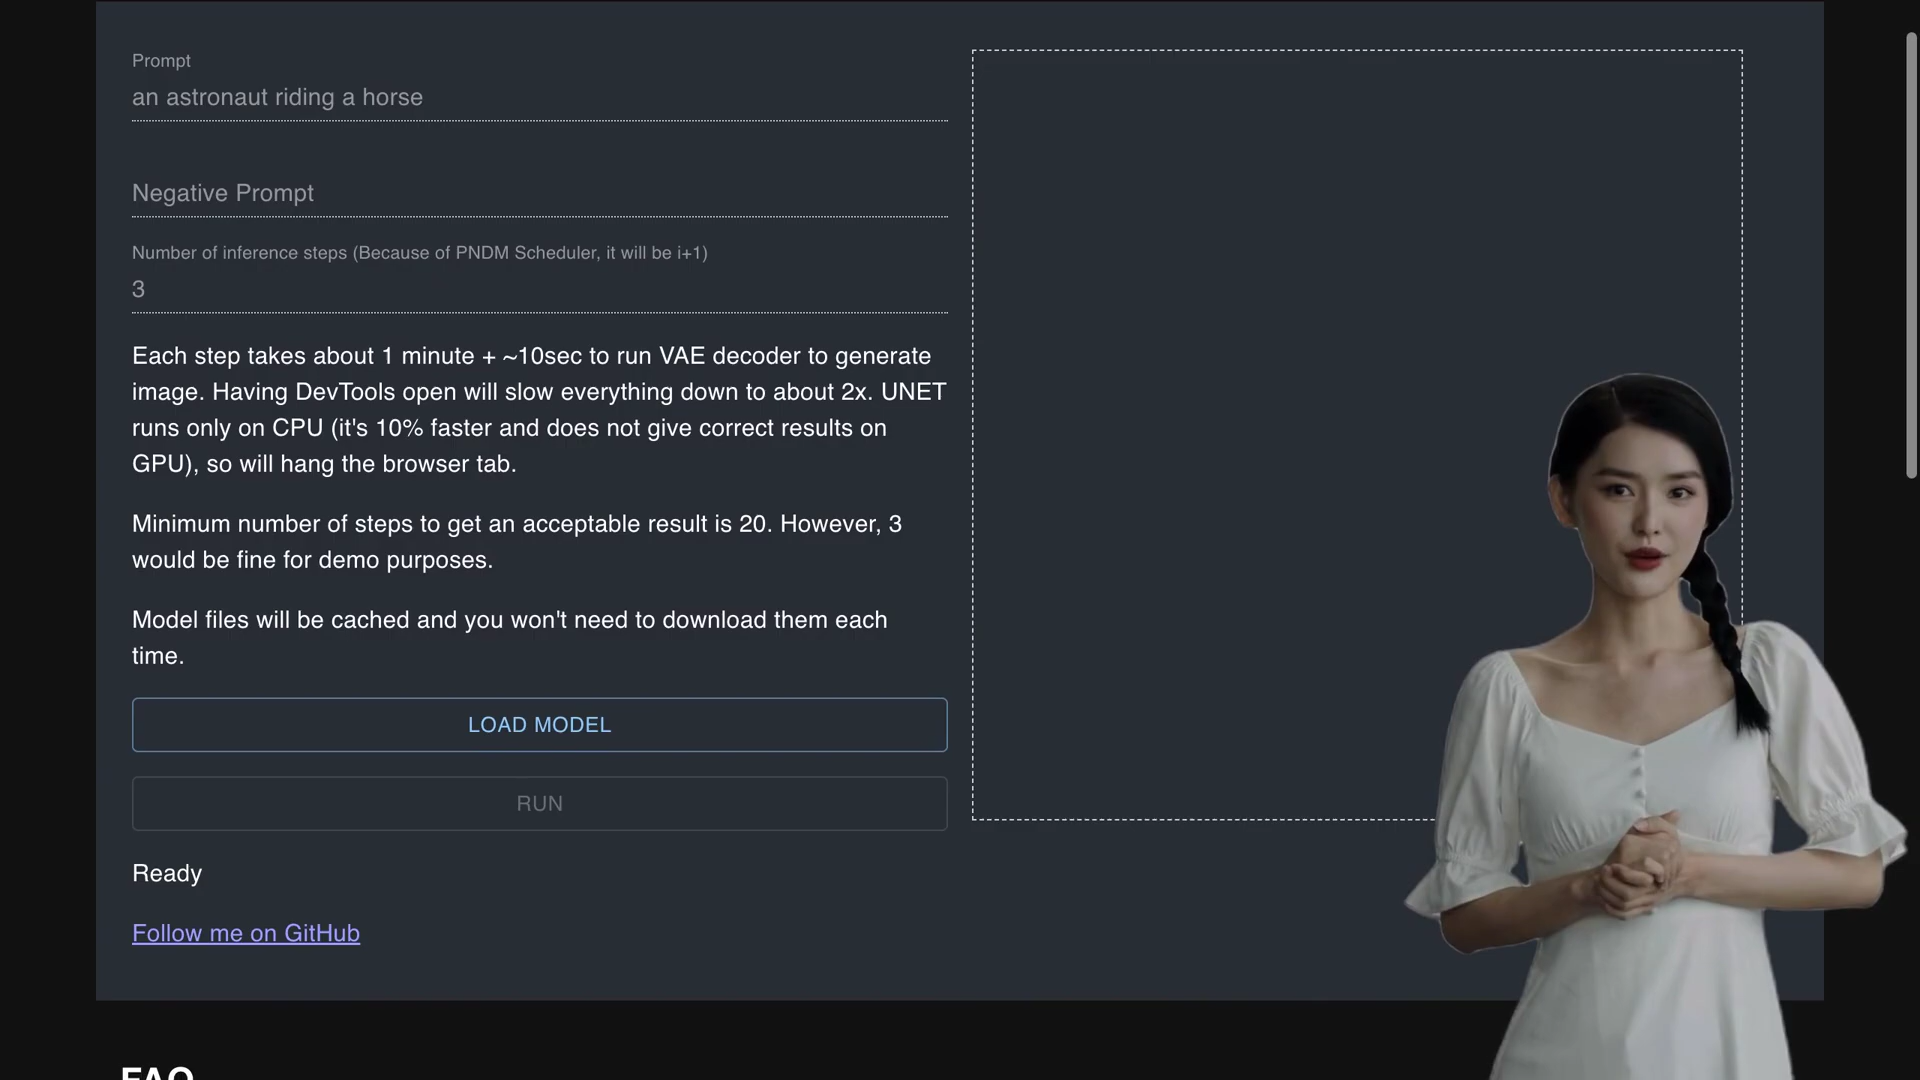 Prompt
an astronaut riding a horse
Negative Prompt
Number of inference steps (Because of PNDM Scheduler, it will be i+1)
3
Each step takes about 1 minute + ~10sec to run VAE decoder to generate
image. Having DevTools open will slow everything down to about 2x. UNET
runs only on CPU (it's 10% faster and does not give correct results on
GPU), so will hang the browser tab.
Minimum number of steps to get an acceptable result is 20. However, 3
would be fine for demo purposes.
Model files will be cached and you won't need to download them each
time.
LOAD MODEL
RUN
Ready
Follow me on GitHub
FAQ